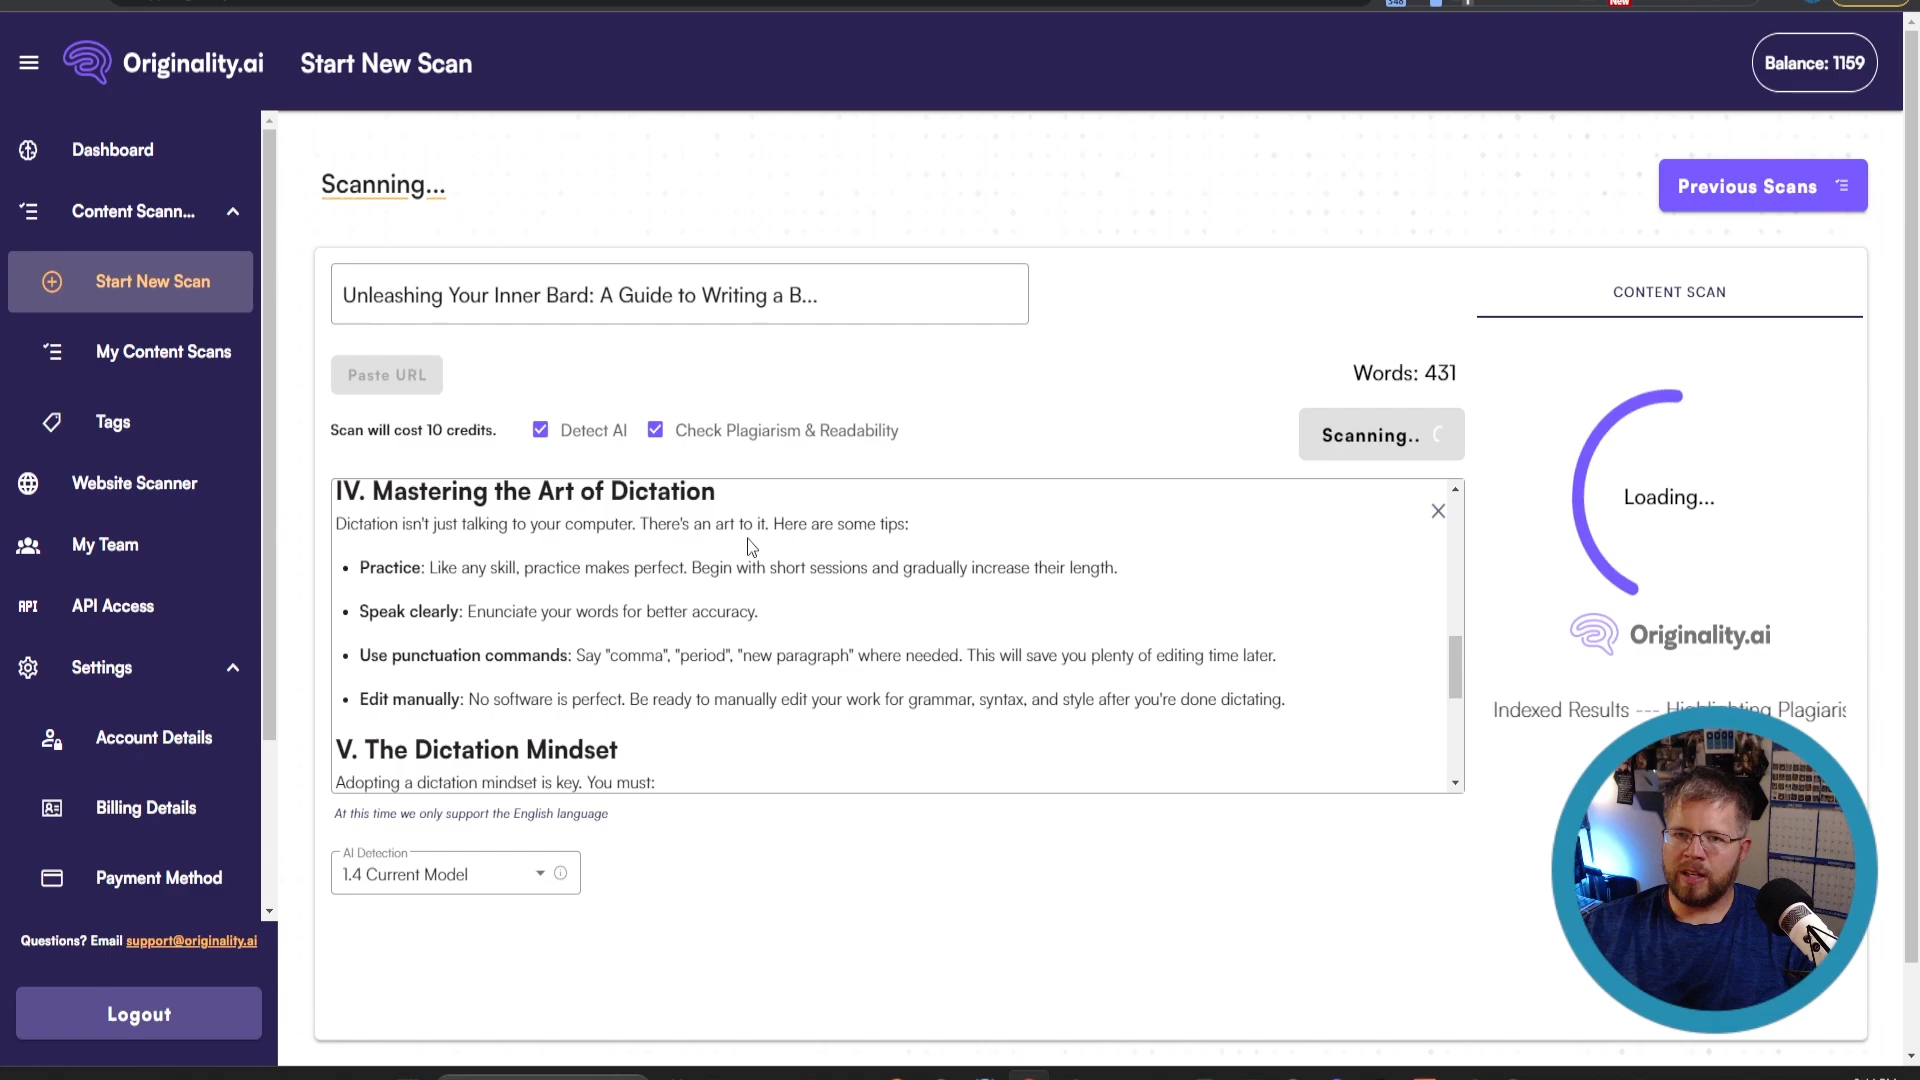 348
New
Originality.ai
Start New Scan
Balance: 1159
Dashboard
Content Scann...
Start New Scan
My Content Scans
Tags
Website Scanner
My Team
API
API Access
Settings
Account Details
Billing Details
Payment Method
Questions? Email support@originality.ai
Logout
Scanning...
Previous Scans
Unleashing Your Inner Bard: A Guide to Writing a B...
Paste URL
Words: 431
Scan will cost 10 credits.
Detect AI
Check Plagiarism & Readability
Scanning..
IV. Mastering the Art of Dictation
Dictation isn't just talking to your computer. There's an art to it. Here are some tips:
• Practice: Like any skill, practice makes perfect. Begin with short sessions and gradually increase their length.
• Speak clearly: Enunciate your words for better accuracy.
• Use punctuation commands: Say "comma", "period", "new paragraph" where needed. This will save you plenty of editing time later.
• Edit manually: No software is perfect. Be ready to manually edit your work for grammar, syntax, and style after you're done dictating.
V. The Dictation Mindset
Adopting a dictation mindset is key. You must:
At this time we only support the English language
AI Detection
1.4 Current Model
CONTENT SCAN
Loading...
Originality.ai
Indexed Results --- Highlighting Plagiaris